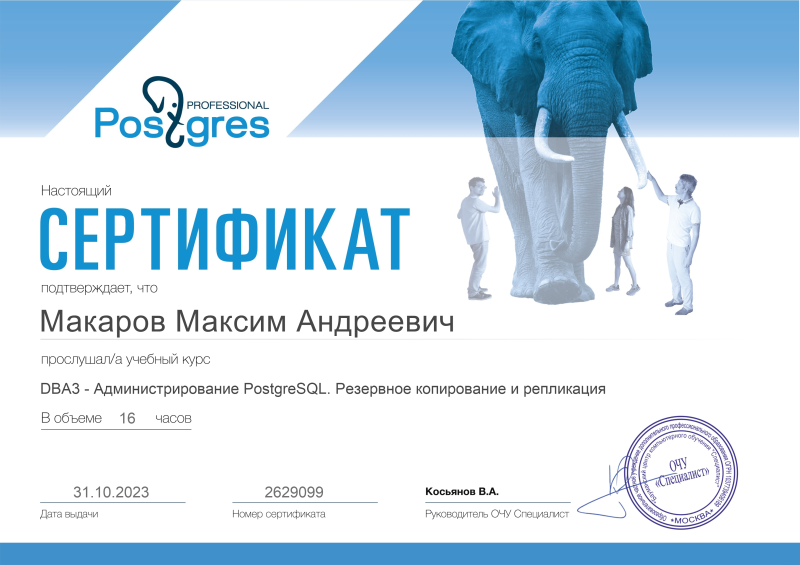 PROFESSIONAL
Postgres
Настоящий
СЕРТИФИКАТ
подтверждает, что
Макаров Максим Андреевич
прослушал/а учебный курс
DBA3 - Администрирование PostgreSQL. Резервное копирование и репликация
В объеме 16 часов
31.10.2023
2629099
Косьянов В.А.
Дата выдачи
Номер сертификата
Руководитель ОЧУ Специалист
ОЧУ
«Специалист»
МОСКВА